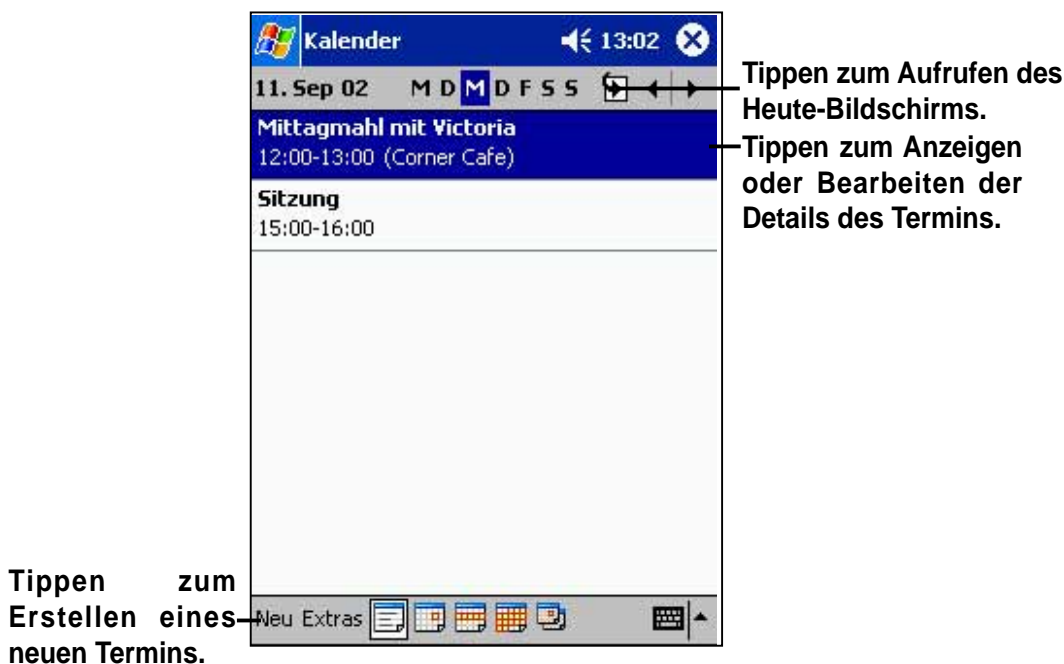 Kalender 13:02
11. Sep 02 M D M D F S S
Mittagmahl mit Victoria
12:00-13:00 (Corner Cafe)
Sitzung
15:00-16:00
Neu Extras
Tippen zum Aufrufen des
Heute-Bildschirms.
Tippen zum Anzeigen
oder Bearbeiten der
Details des Termins.
Tippen zum
Erstellen eines
neuen Termins.